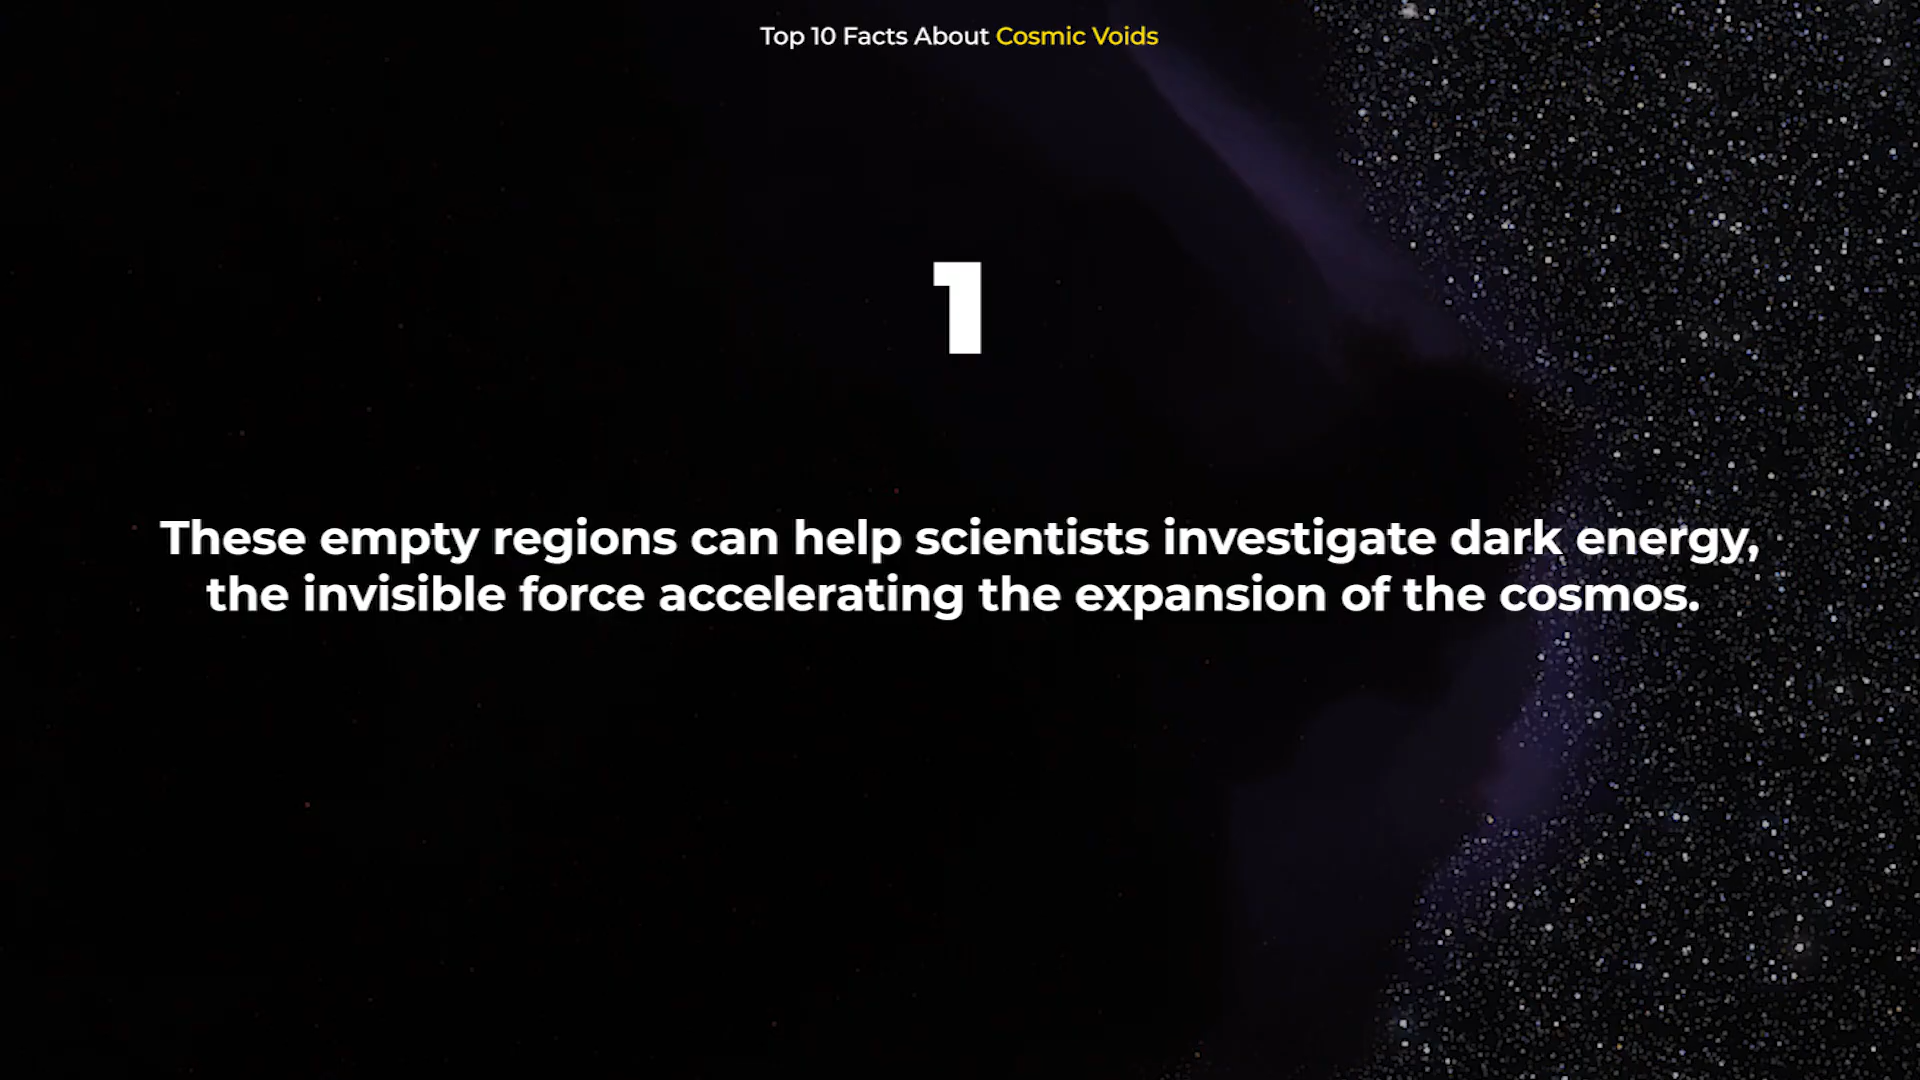 Top 10 Facts About Cosmic Voids
1
These empty regions can help scientists investigate dark energy,
the invisible force accelerating the expansion of the cosmos.